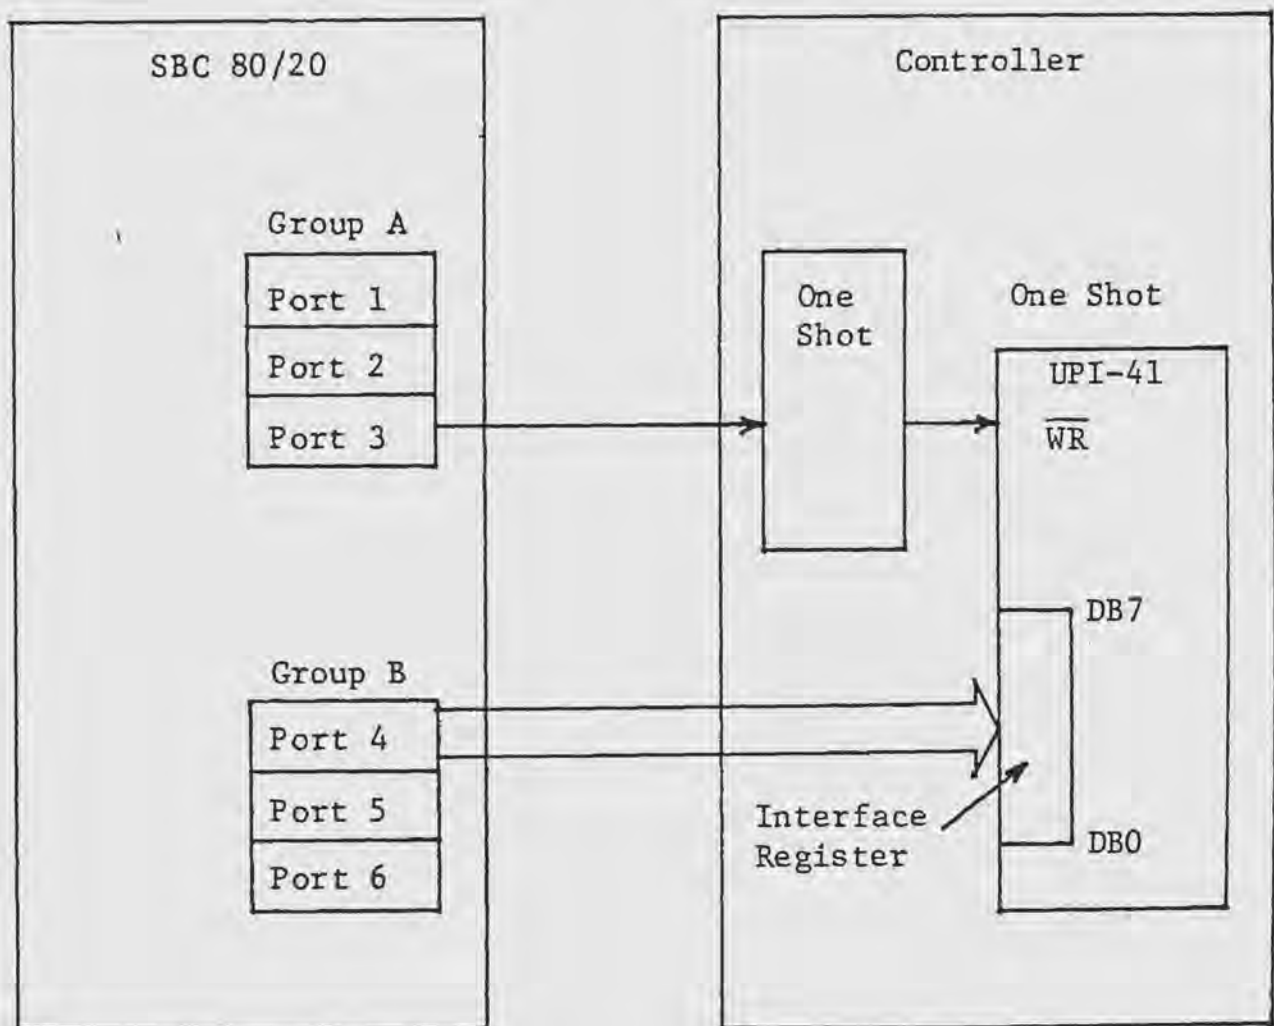 SBC 80/20
Controller
Group A
Port 1
Port 2
Port 3
One
Shot
One Shot
UPI-41
WR
DB7
Group B
Port 4
Port 5
Port 6
Interface
Register
DB0